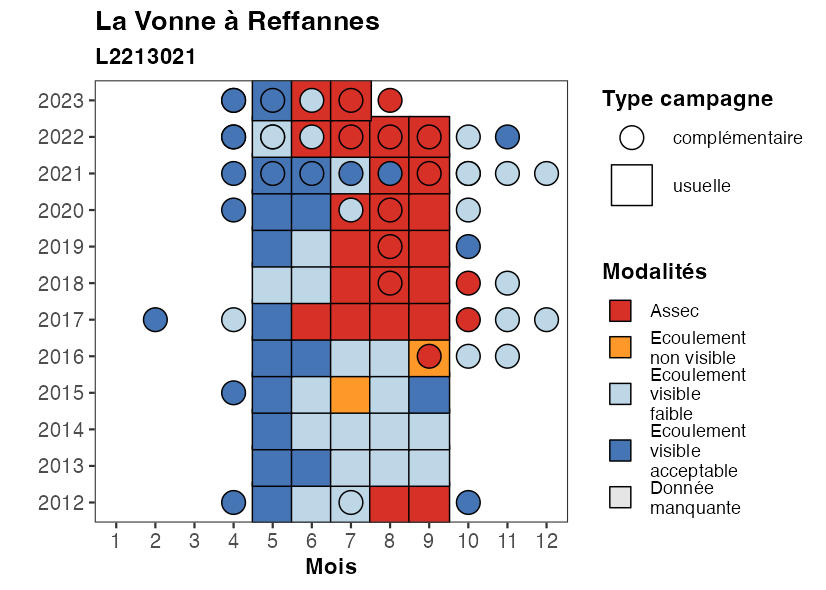 La Vonne à Reffannes
L2213021
2023
2022
2021
2020
2019
2018
2017
2016
2015
2014
2013
2012
1 2 3 4 5 6 7 8 9 10 11 12
Mois
Type campagne
complémentaire
usuelle
Modalités
Assec
Ecoulement
non visible
Ecoulement
visible
faible
Ecoulement
visible
acceptable
Donnée
manquante